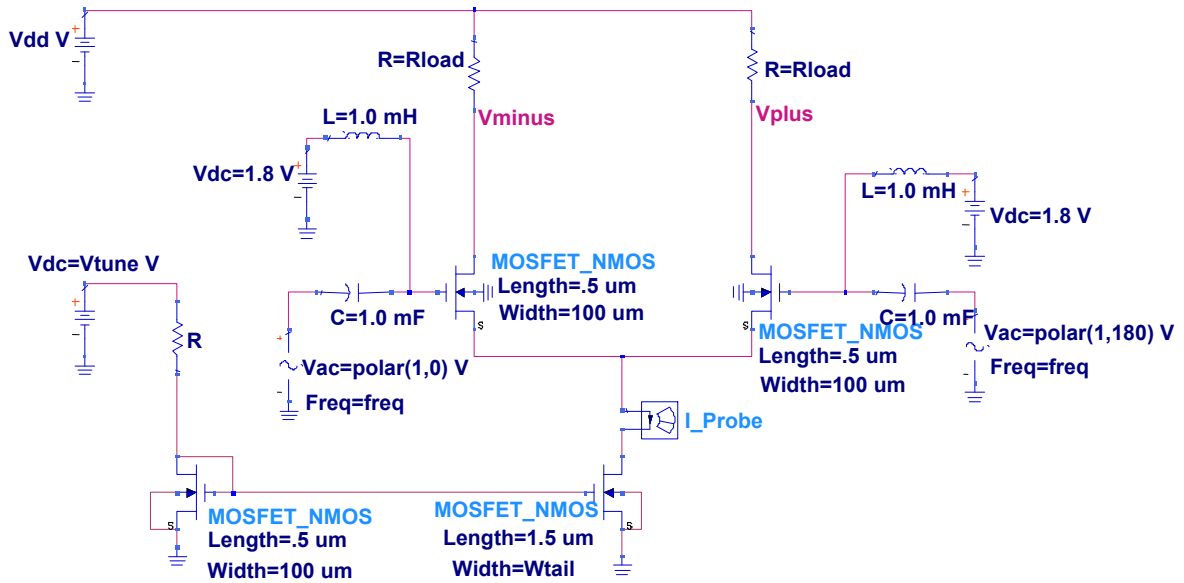 Vdd V
R=Rload
R=Rload
Vminus
Vplus
L=1.0 mH
Vdc=1.8 V
L=1.0 mH
Vdc=1.8 V
Vdc=Vtune V
MOSFET_NMOS
Length=.5 um
Width=100 um
C=1.0 mF
C=1.0 mF
S
S
MOSFET_NMOS
Length=.5 um
Width=100 um
R
Vac=polar(1,0) V
Freq=freq
Vac=polar(1,180) V
Freq=freq
I_Probe
MOSFET_NMOS
Length=.5 um
Width=100 um
S
MOSFET_NMOS
Length=1.5 um
Width=Wtail
S